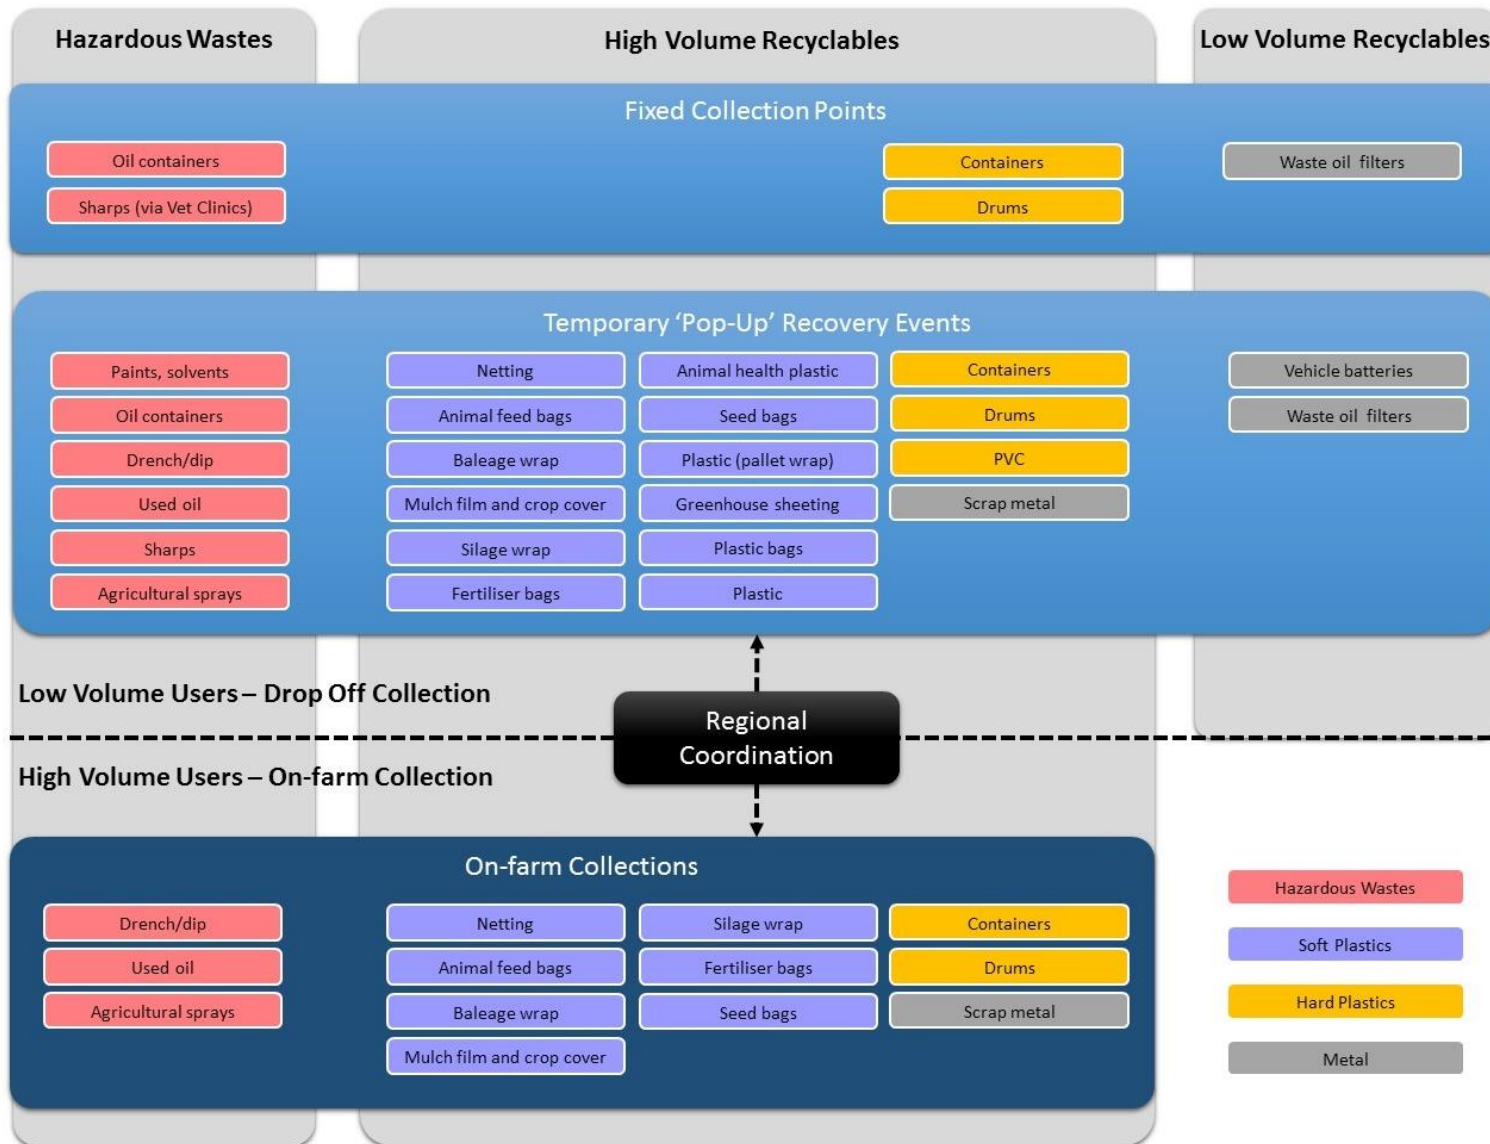 Hazardous Wastes
High Volume Recyclables
Low Volume Recyclables
Fixed Collection Points
Oil containers
Sharps (via Vet Clinics)
Containers
Drums
Waste oil filters
Temporary ‘Pop-Up’ Recovery Events
Paints, solvents
Oil containers
Drench/dip
Used oil
Sharps
Agricultural sprays
Netting
Animal feed bags
Baleage wrap
Mulch film and crop cover
Silage wrap
Fertiliser bags
Animal health plastic
Seed bags
Plastic (pallet wrap)
Greenhouse sheeting
Plastic bags
Plastic
Containers
Drums
PVC
Scrap metal
Vehicle batteries
Waste oil filters
Low Volume Users – Drop Off Collection
Regional
Coordination
High Volume Users – On-farm Collection
On-farm Collections
Drench/dip
Used oil
Agricultural sprays
Netting
Animal feed bags
Baleage wrap
Mulch film and crop cover
Silage wrap
Fertiliser bags
Seed bags
Containers
Drums
Scrap metal
Hazardous Wastes
Soft Plastics
Hard Plastics
Metal